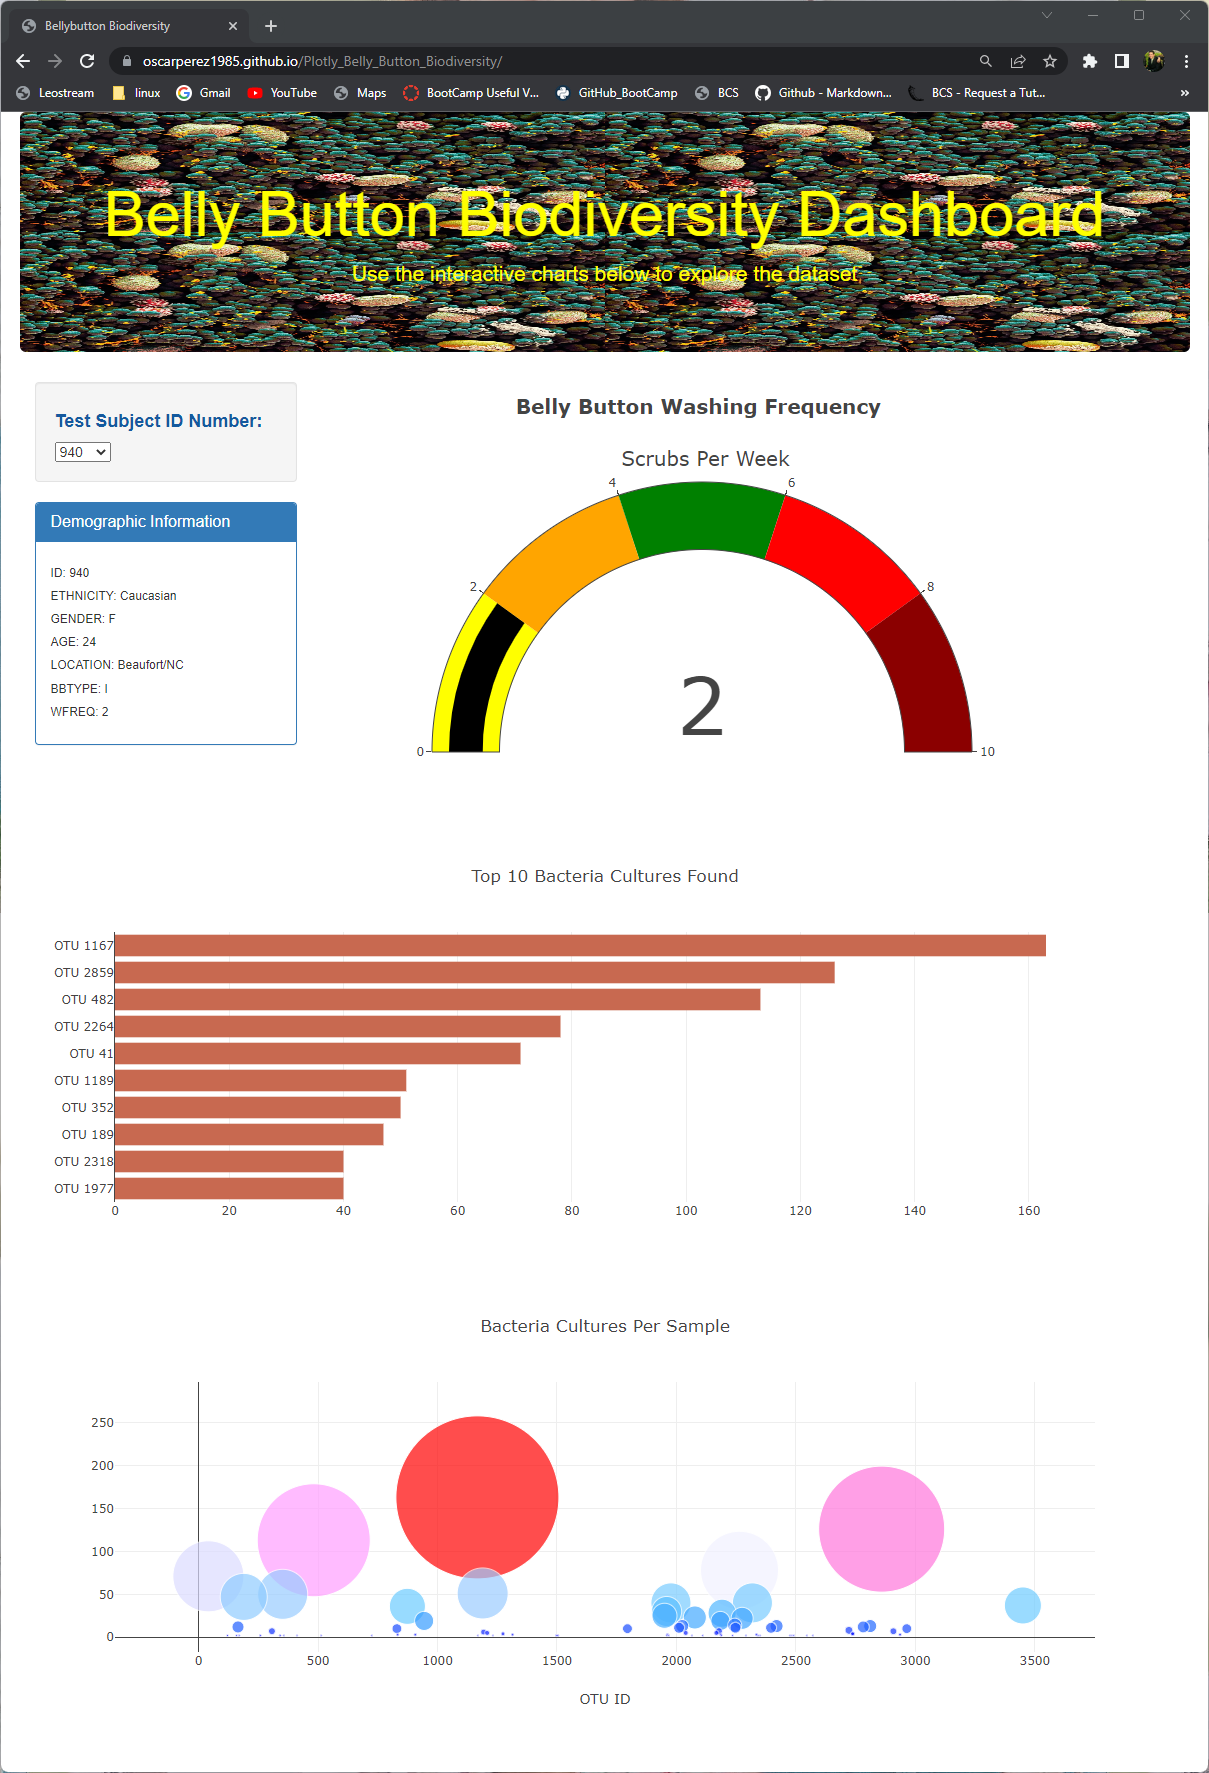 Bellybutton Biodiversity
oscarperez1985.github.io/Plotly_Belly_Button_Biodiversity/
Leostream linux Gmail YouTube Maps BootCamp Useful V... GitHub_BootCamp BCS Github - Markdown... BCS - Request a Tut... »
Belly Button Biodiversity Dashboard
Use the interactive charts below to explore the dataset
Test Subject ID Number:
940
Demographic Information
ID: 940
ETHNICITY: Caucasian
GENDER: F
AGE: 24
LOCATION: Beaufort/NC
BBTYPE: I
WFREQ: 2
Belly Button Washing Frequency
Scrubs Per Week
4 6
2 8
2
0 10
Top 10 Bacteria Cultures Found
OTU 1167
OTU 2859
OTU 482
OTU 2264
OTU 41
OTU 1189
OTU 352
OTU 189
OTU 2318
OTU 1977
0 20 40 60 80 100 120 140 160
Bacteria Cultures Per Sample
250
200
150
100
50
0
0 500 1000 1500 2000 2500 3000 3500
OTU ID